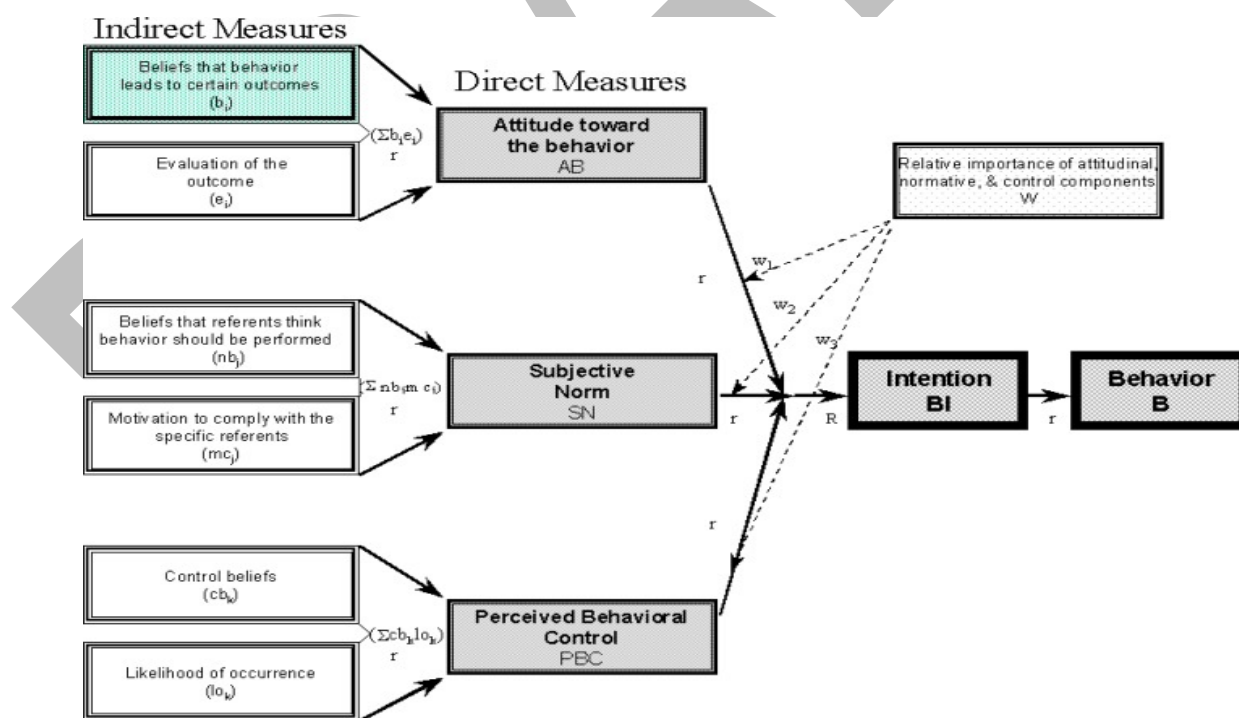 Indirect Measures
Beliefs that behavior
leads to certain outcomes
(bᵢ)
Evaluation of the
outcome
(eᵢ)
(Σbᵢeᵢ)
r
Direct Measures
Attitude toward
the behavior
AB
Relative importance of attitudinal,
normative, & control components
W
r
w₁
w₂
w₃
Beliefs that referents think
behavior should be performed
(nbⱼ)
Motivation to comply with the
specific referents
(mcⱼ)
(Σ nbⱼm cⱼ)
r
Subjective
Norm
SN
r
R
Intention
BI
r
Behavior
B
r
Control beliefs
(cbₖ)
Likelihood of occurrence
(loₖ)
(Σcbₖloₖ)
r
Perceived Behavioral
Control
PBC